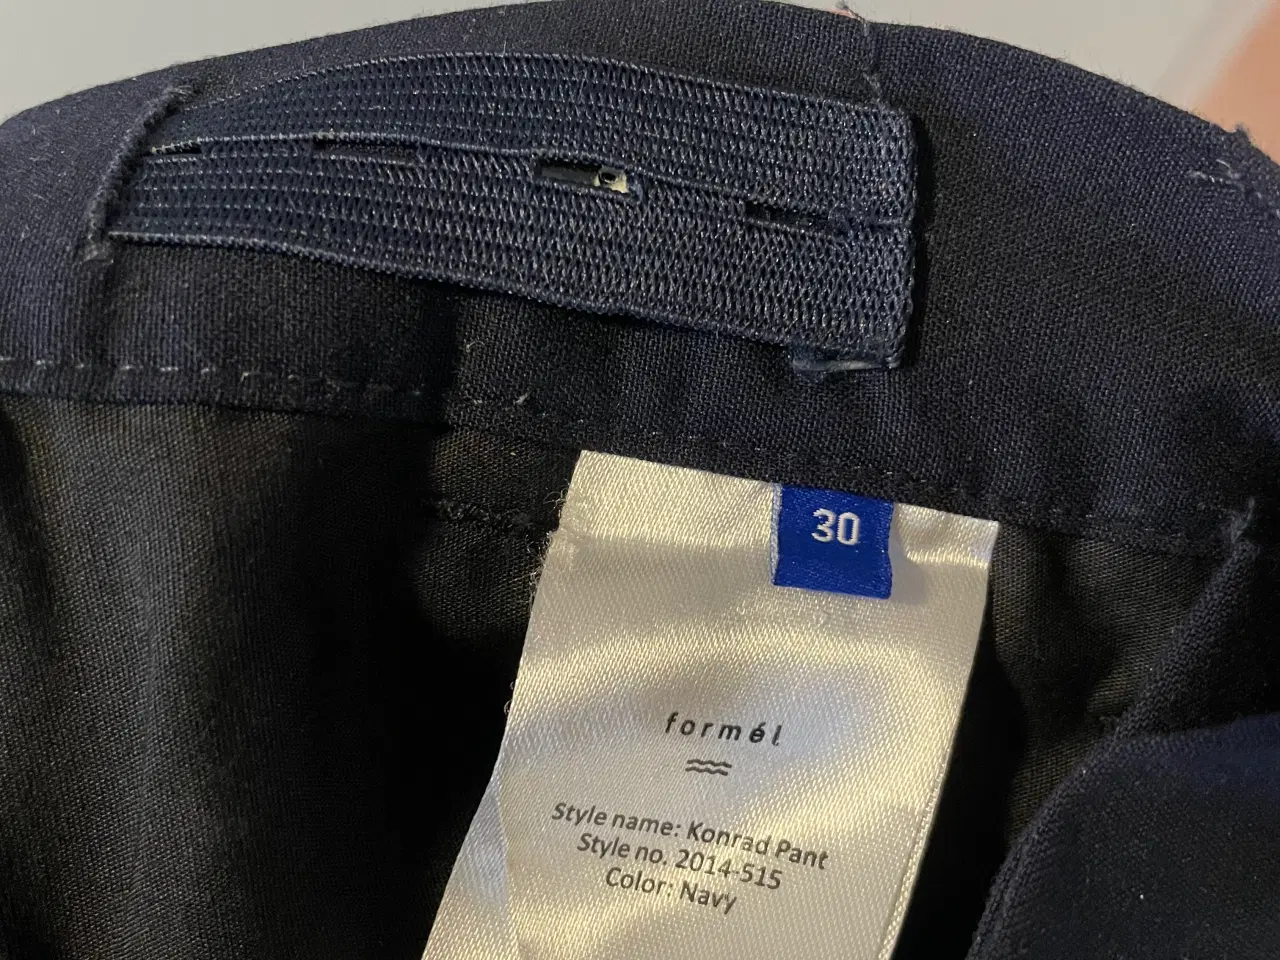 30
formél
Style name: Konrad Pant
Style no. 2014-515
Color: Navy